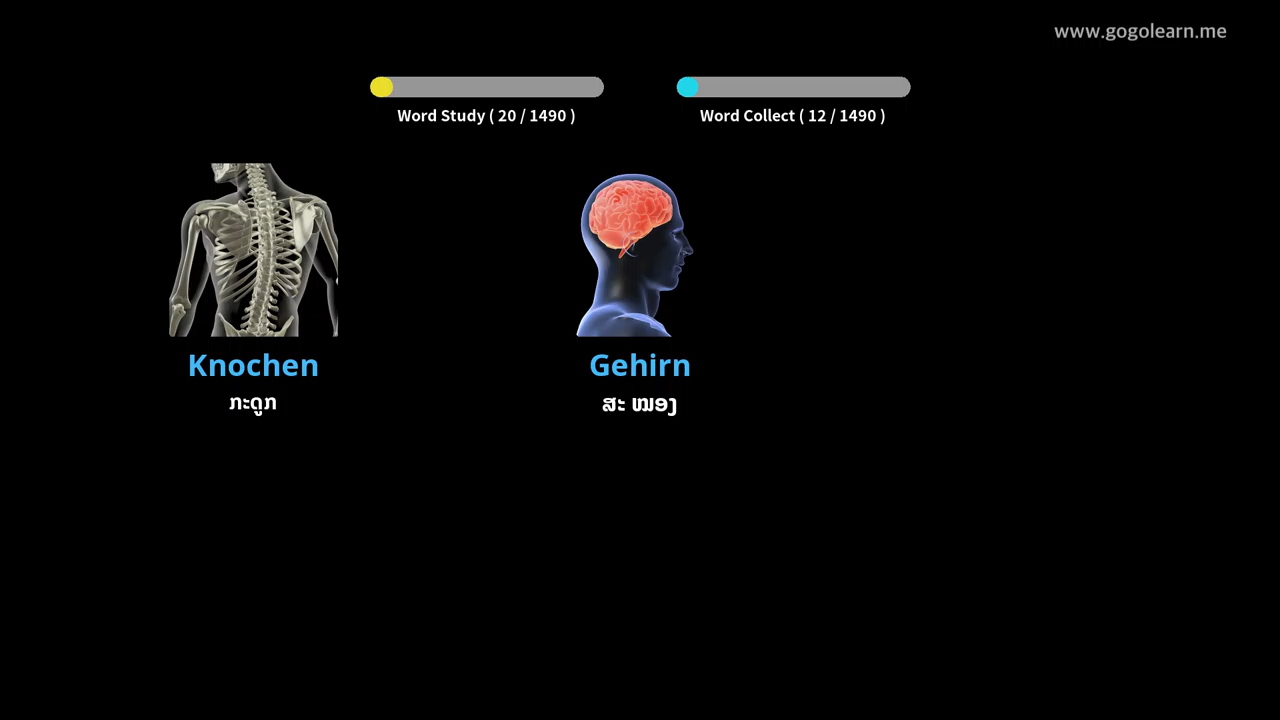 www.gogolearn.me
Word Study ( 20 / 1490 )
Word Collect ( 12 / 1490 )
Knochen
ກະດູກ
Gehirn
ສະ ໝອງ